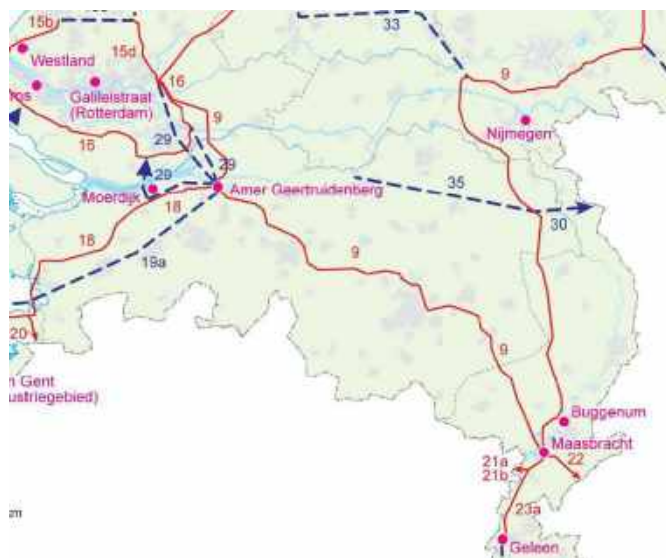 15b
33
Westland
15d
16
9
Galileistraat
(Rotterdam)
9
Nijmegen
16
29
29
29
Moerdijk
Amer Geertruidenberg
18
35
30
18
9
19a
20
9
Gent
ustriegebied)
Buggenum
Maasbracht
21a
22
21b
23a
Geleen